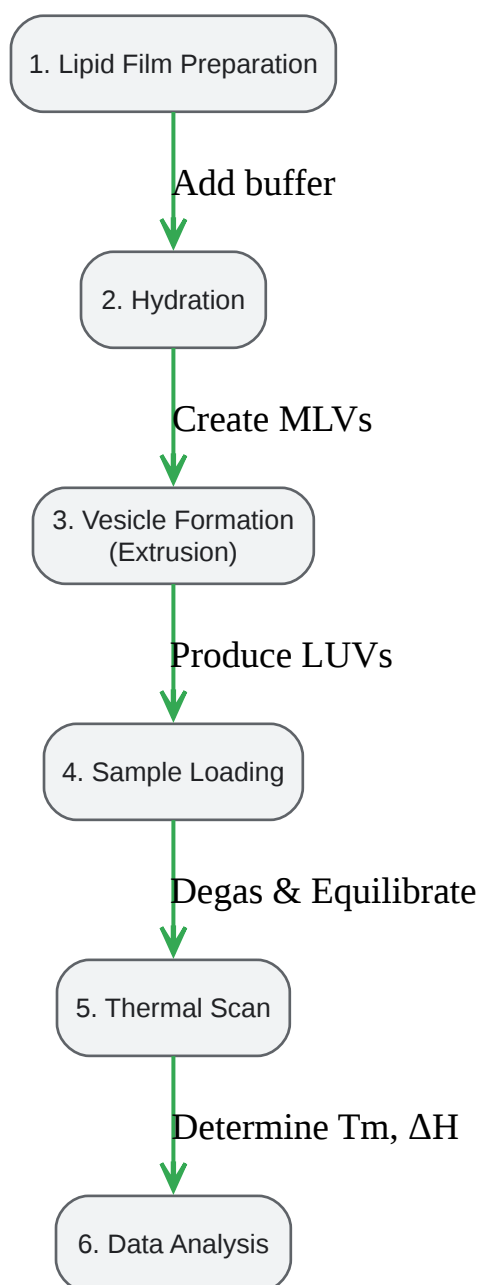 1. Lipid Film Preparation
Add buffer
2. Hydration
Create MLVs
3. Vesicle Formation
(Extrusion)
Produce LUVs
4. Sample Loading
Degas & Equilibrate
5. Thermal Scan
Determine Tm, ΔH
6. Data Analysis